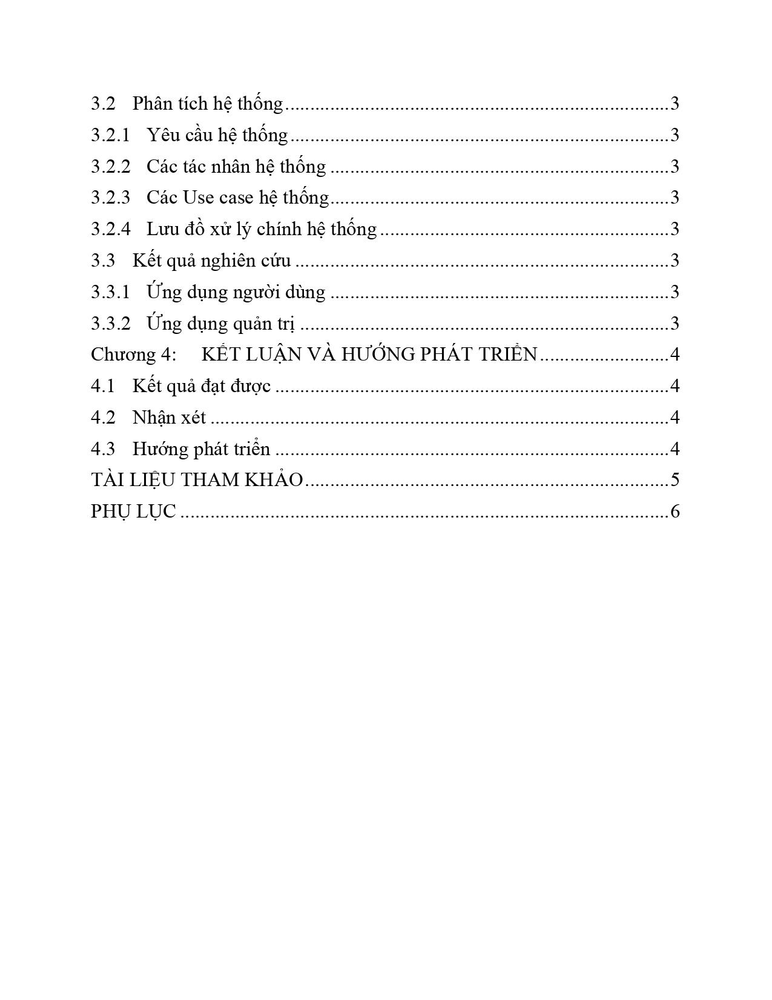 3.2 Phân tích hệ thống........................................................................3
3.2.1 Yêu cầu hệ thống........................................................................3
3.2.2 Các tác nhân hệ thống........................................................................3
3.2.3 Các Use case hệ thống........................................................................3
3.2.4 Lưu đồ xử lý chính hệ thống........................................................................3
3.3 Kết quả nghiên cứu........................................................................3
3.3.1 Ứng dụng người dùng........................................................................3
3.3.2 Ứng dụng quản trị........................................................................3
Chương 4: KẾT LUẬN VÀ HƯỚNG PHÁT TRIỂN..........................4
4.1 Kết quả đạt được........................................................................4
4.2 Nhận xét........................................................................4
4.3 Hướng phát triển........................................................................4
TÀI LIỆU THAM KHẢO........................................................................5
PHỤ LỤC........................................................................6